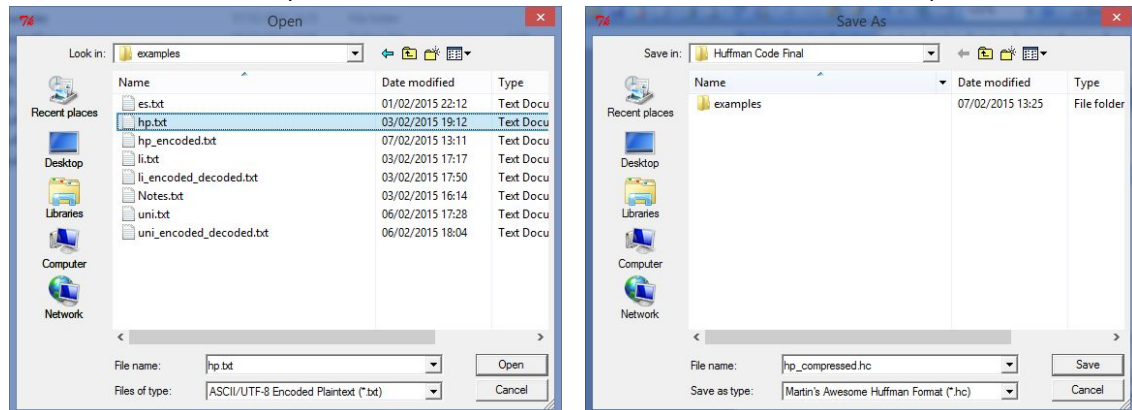 Open
Look in: examples
Name Date modified Type
es.txt 01/02/2015 22:12 Text Docu
hp.txt 03/02/2015 19:12 Text Docu
hp_encoded.txt 07/02/2015 13:11 Text Docu
li.txt 03/02/2015 17:17 Text Docu
li_encoded_decoded.txt 03/02/2015 17:50 Text Docu
Notes.txt 03/02/2015 16:14 Text Docu
uni.txt 06/02/2015 17:28 Text Docu
uni_encoded_decoded.txt 06/02/2015 18:04 Text Docu
Recent places
Desktop
Libraries
Computer
Network
File name: hp.txt Open
Files of type: ASCII/UTF-8 Encoded Plaintext (*.txt) Cancel
Save As
Save in: Huffman Code Final
Name Date modified Type
examples 07/02/2015 13:25 File folder
Recent places
Desktop
Libraries
Computer
Network
File name: hp_compressed.hc Save
Save as type: Martin's Awesome Huffman Format (*.hc) Cancel